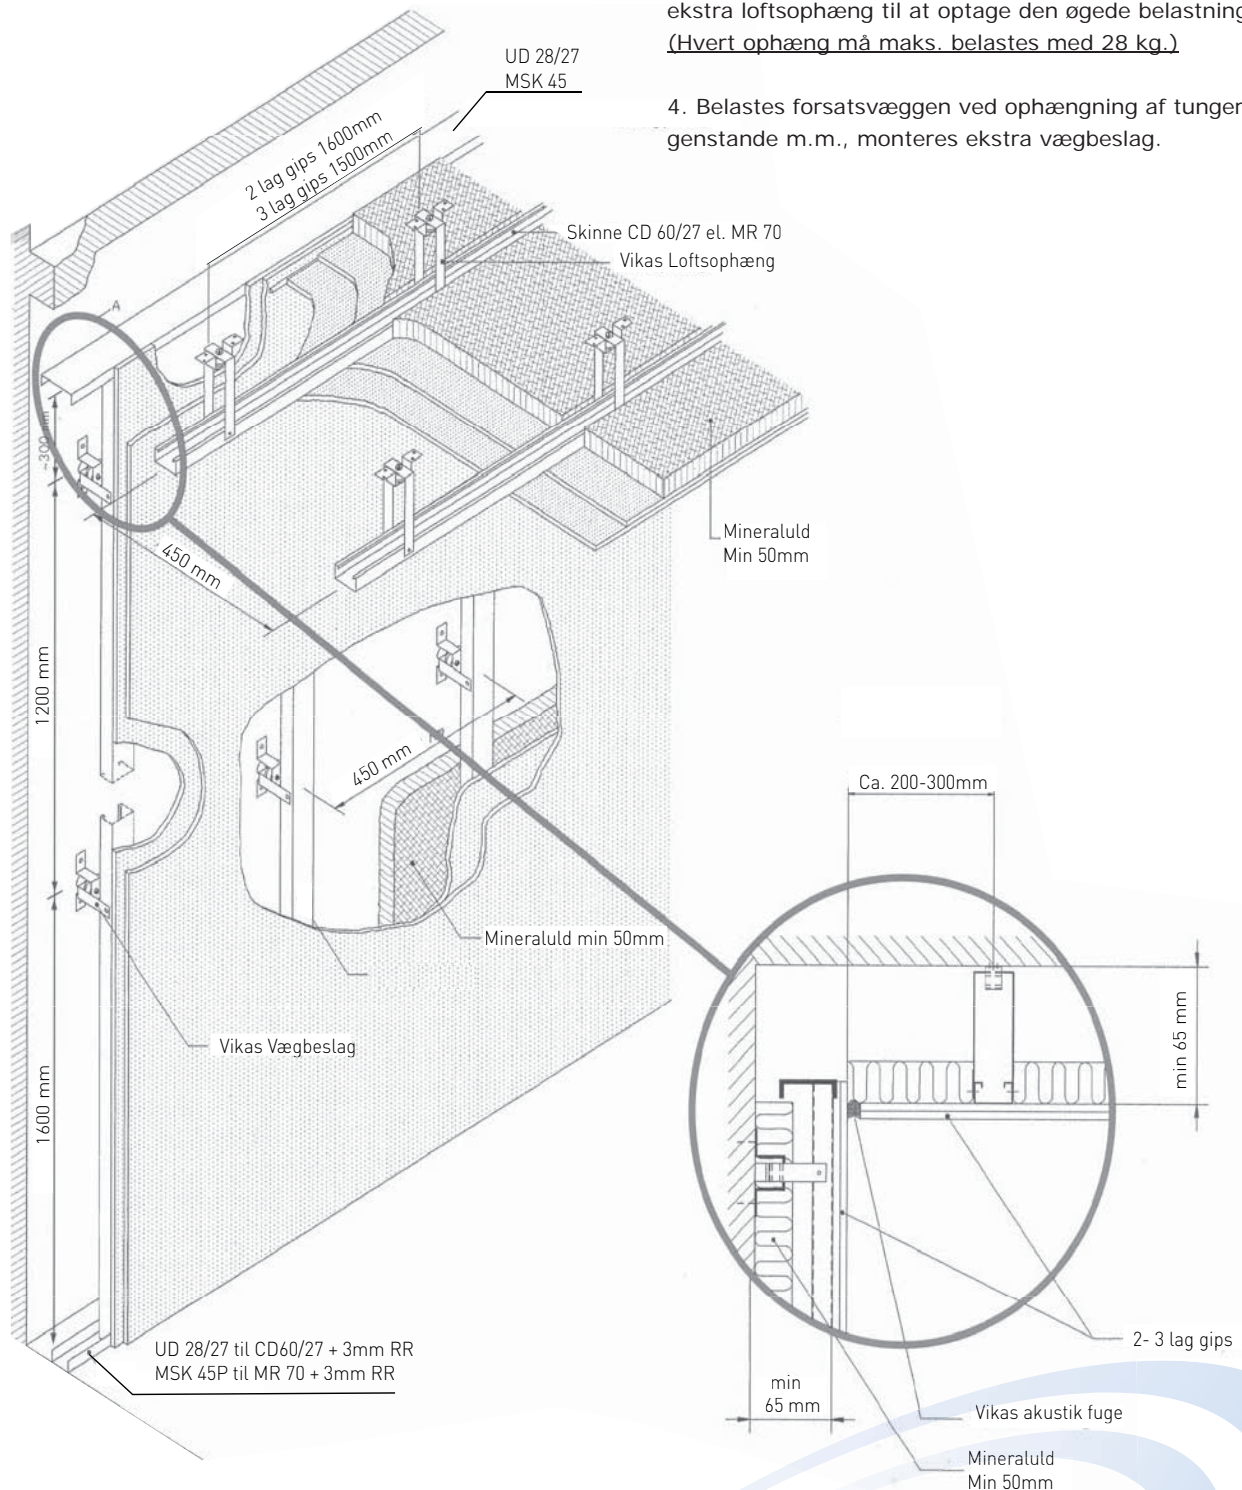 ekstra loftsophæng til at optage den øgede belastning
(Hvert ophæng må maks. belastes med 28 kg.)
4. Belastes forsatsvæggen ved ophængning af tunger
genstande m.m., monteres ekstra vægbeslag.
UD 28/27
MSK 45
2 lag gips 1600mm
3 lag gips 1500mm
Skinne CD 60/27 el. MR 70
Vikas Loftsophæng
A
~300 mm
Mineraluld
Min 50mm
450 mm
1200 mm
450 mm
Mineraluld min 50mm
Vikas Vægbeslag
1600 mm
UD 28/27 til CD60/27 + 3mm RR
MSK 45P til MR 70 + 3mm RR
Ca. 200-300mm
min 65 mm
2- 3 lag gips
min
65 mm
Vikas akustik fuge
Mineraluld
Min 50mm